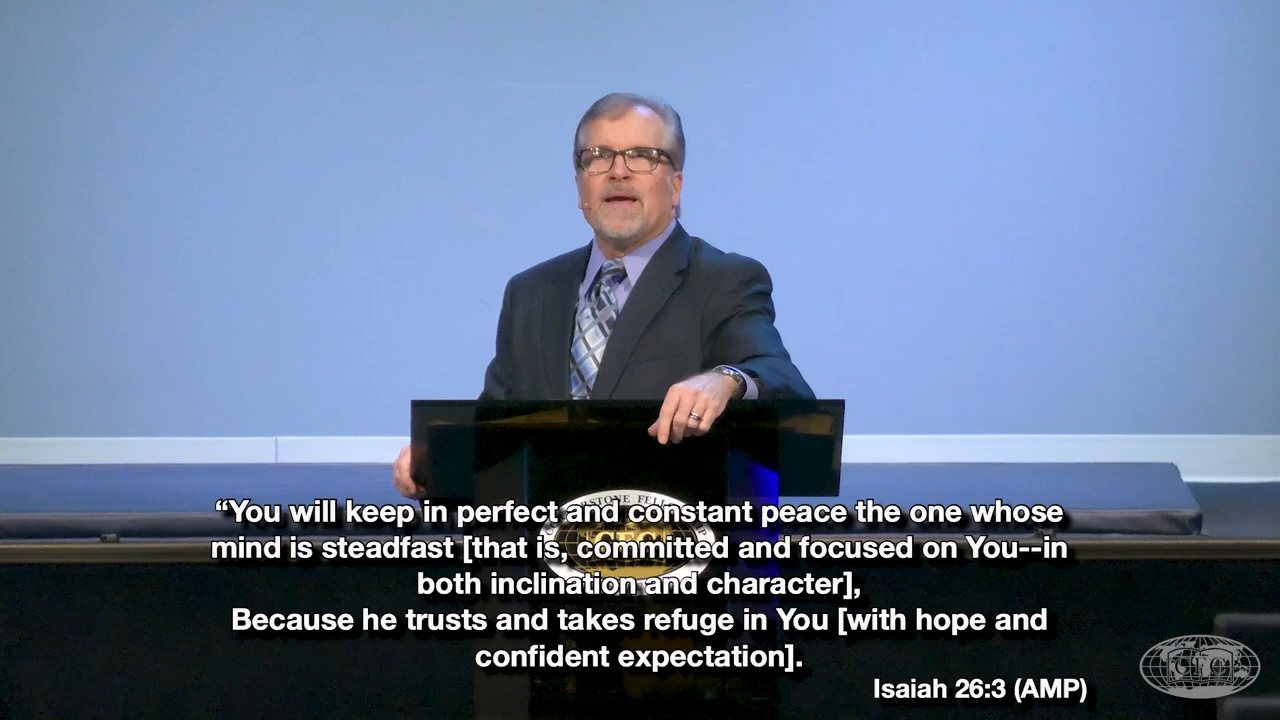 RSTONE FELL
“You will keep in perfect and constant peace the one whose
mind is steadfast [that is, committed and focused on You--in
both inclination and character],
Because he trusts and takes refuge in You [with hope and
confident expectation].
Isaiah 26:3 (AMP)